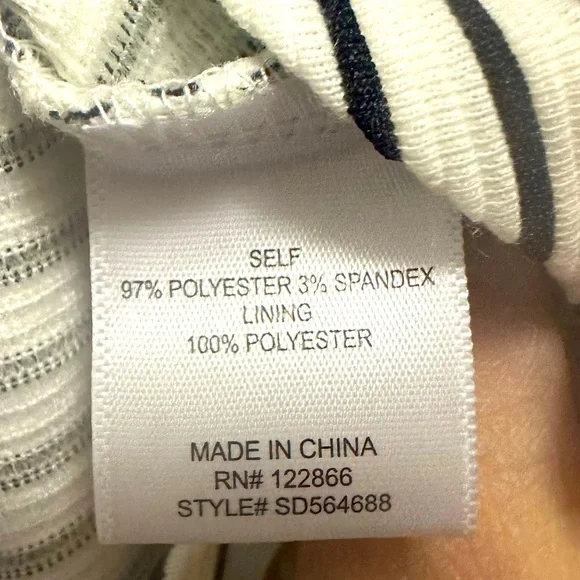 SELF
97% POLYESTER 3% SPANDEX
LINING
100% POLYESTER
MADE IN CHINA
RN# 122866
STYLE# SD564688